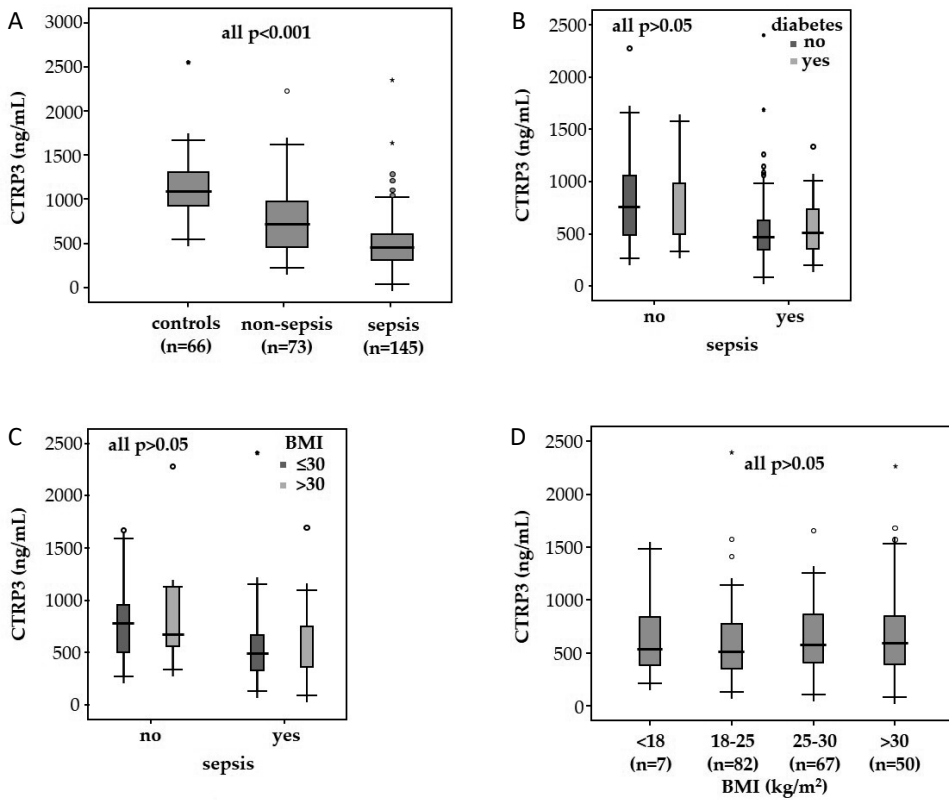 A
all p<0.001
CTRP3 (ng/mL)
3000
2500
2000
1500
1000
500
0
controls
(n=66)
non-sepsis
(n=73)
sepsis
(n=145)
B
all p>0.05
diabetes
no
yes
CTRP3 (ng/mL)
2500
2000
1500
1000
500
0
no
yes
sepsis
C
all p>0.05
BMI
≤30
>30
CTRP3 (ng/mL)
2500
2000
1500
1000
500
0
no
yes
sepsis
D
all p>0.05
CTRP3 (ng/mL)
2500
2000
1500
1000
500
0
<18
(n=7)
18-25
(n=82)
25-30
(n=67)
>30
(n=50)
BMI (kg/m²)